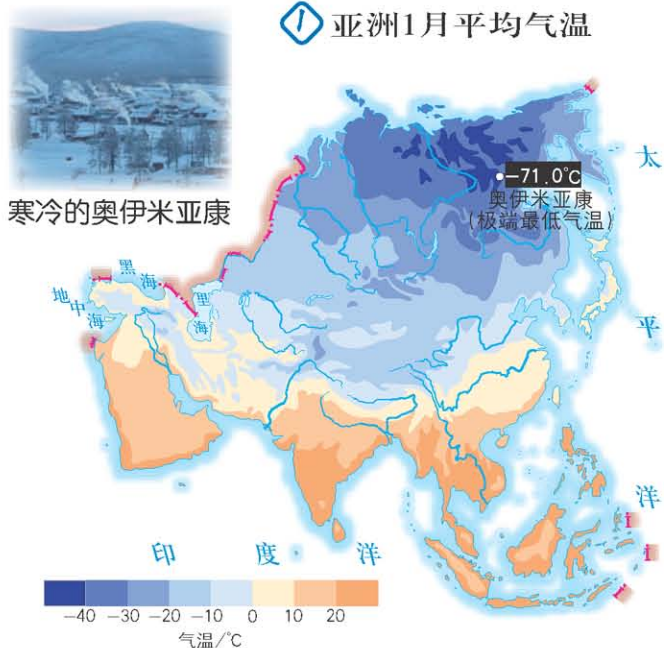 1 亚洲1月平均气温
寒冷的奥伊米亚康
太
平
洋
-71.0℃
奥伊米亚康
(极端最低气温)
黑海
地中海
里海
印度洋
-40 -30 -20 -10 0 10 20
气温/℃